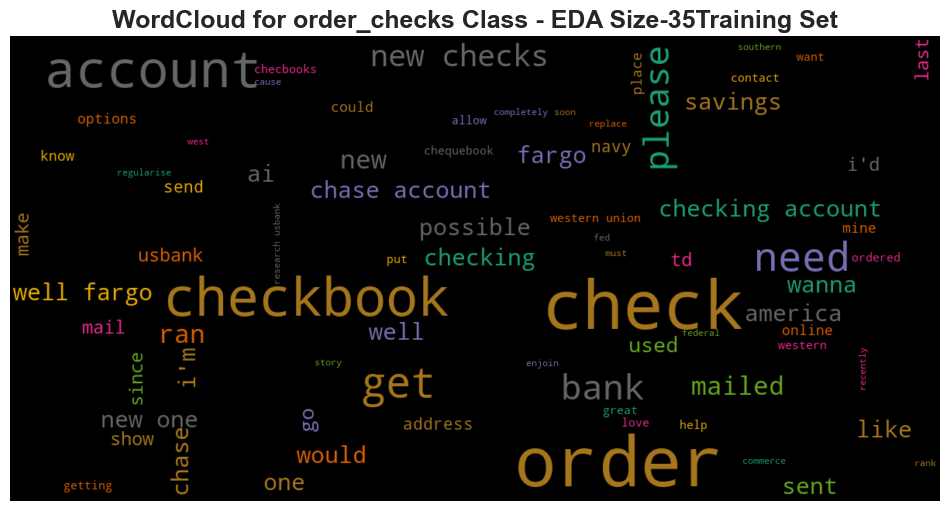 WordCloud for order_checks Class - EDA Size-35Training Set
account
checbooks
cause
new checks
please
place
southern
want
last
contact
savings
could
options
allow
completely
soon
replace
know
west
regularise
send
ai
new
chequebook
fargo
navy
i'd
chase account
possible
western union
checking account
mine
make
usbank
research usbank
put
checking
fed
must
td
need
ordered
well fargo
checkbook
check
wanna
america
mail
ran
well
used
federal
online
western
since
i'm
story
get
enjoin
bank
mailed
recently
new one
show
chase
go
address
great
love
help
like
would
order
commerce
rank
getting
one
sent